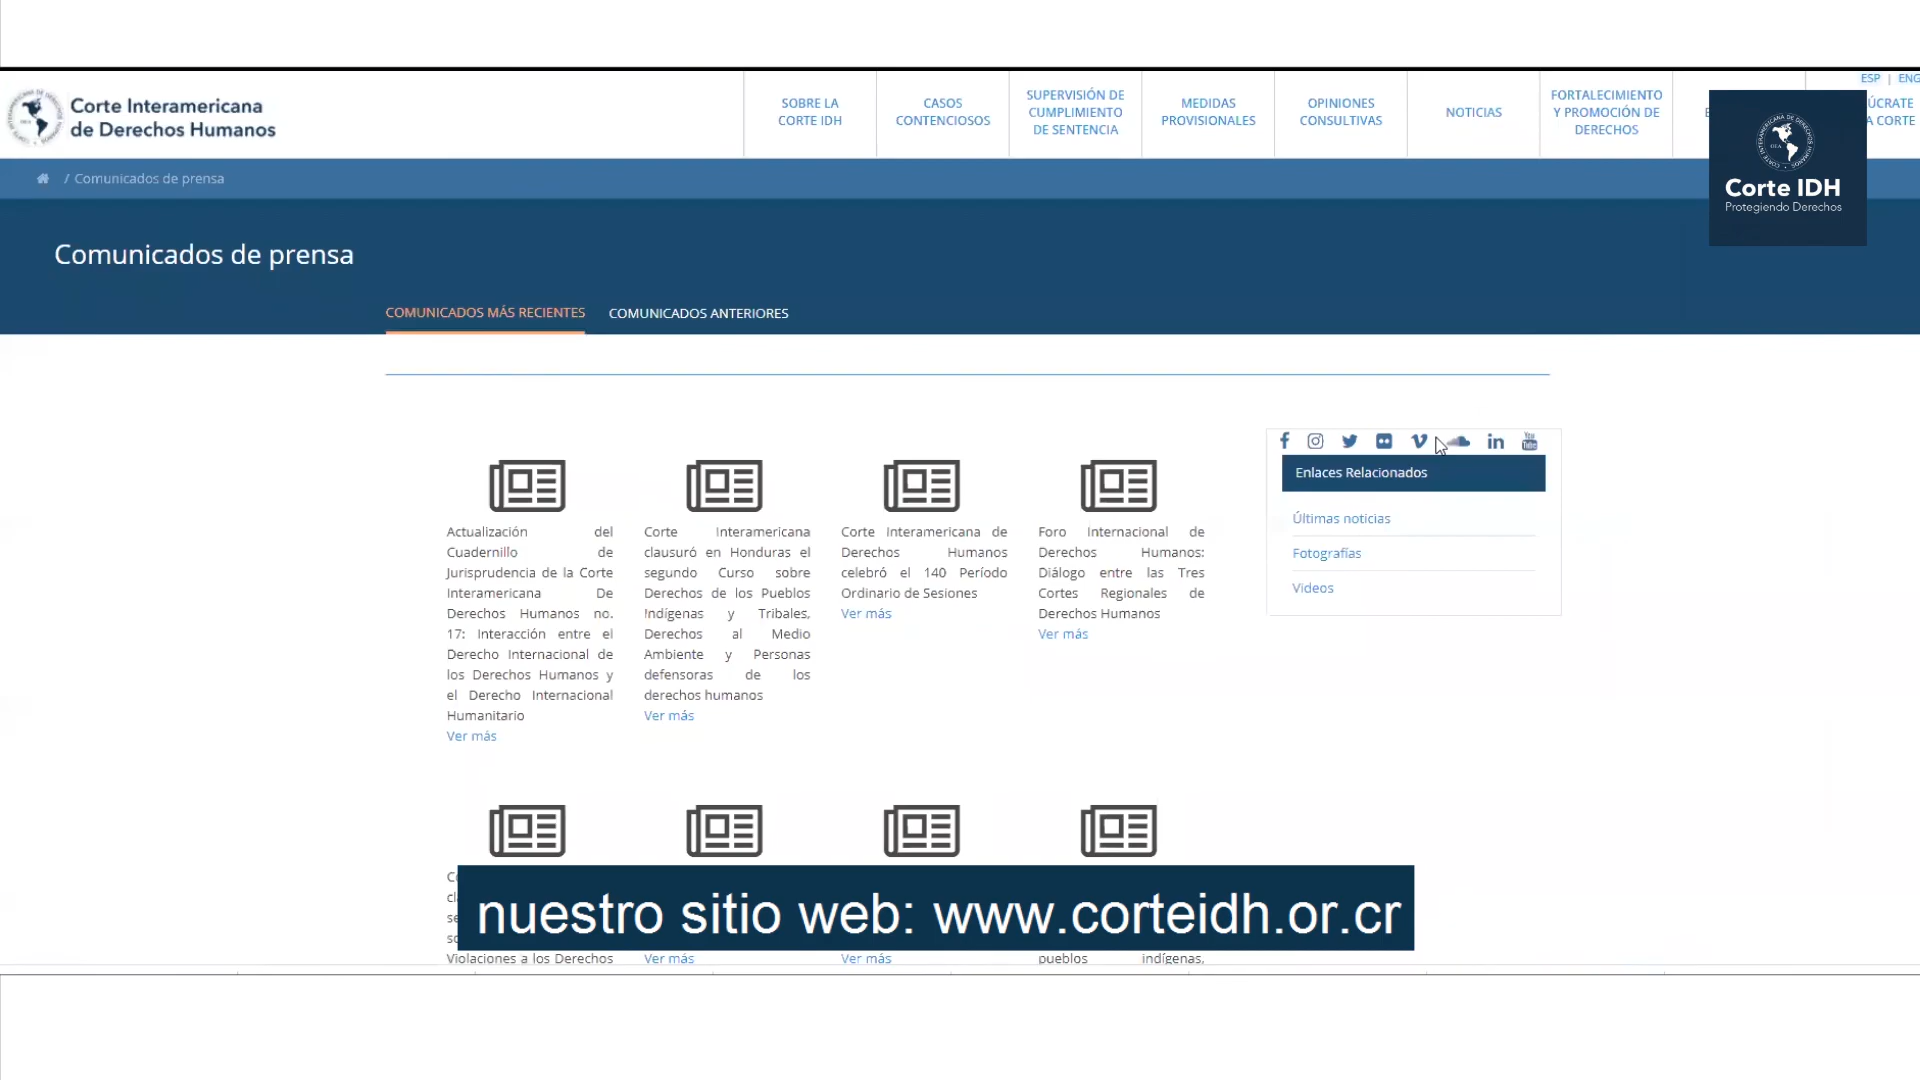 ESP | ENG
Corte Interamericana
de Derechos Humanos
SOBRE LA
CORTE IDH
CASOS
CONTENCIOSOS
SUPERVISIÓN DE
CUMPLIMIENTO
DE SENTENCIA
MEDIDAS
PROVISIONALES
OPINIONES
CONSULTIVAS
NOTICIAS
FORTALECIMIENTO
Y PROMOCIÓN DE
DERECHOS
A CORTE
Corte IDH
Protegiendo Derechos
/ Comunicados de prensa
Comunicados de prensa
COMUNICADOS MÁS RECIENTES
COMUNICADOS ANTERIORES
Actualización del
Cuadernillo de
Jurisprudencia de la Corte
Interamericana De
Derechos Humanos no.
17: Interacción entre el
Derecho Internacional de
los Derechos Humanos y
el Derecho Internacional
Humanitario
Ver más
Corte Interamericana
clausuró en Honduras el
segundo Curso sobre
Derechos de los Pueblos
Indígenas y Tribales,
Derechos al Medio
Ambiente y Personas
defensoras de los
derechos humanos
Ver más
Corte Interamericana de
Derechos Humanos
celebró el 140 Período
Ordinario de Sesiones
Ver más
Foro Internacional de
Derechos Humanos:
Diálogo entre las Tres
Cortes Regionales de
Derechos Humanos
Ver más
Enlaces Relacionados
Últimas noticias
Fotografías
Videos
Violaciones a los Derechos
Ver más
Ver más
pueblos indígenas,
nuestro sitio web: www.corteidh.or.cr